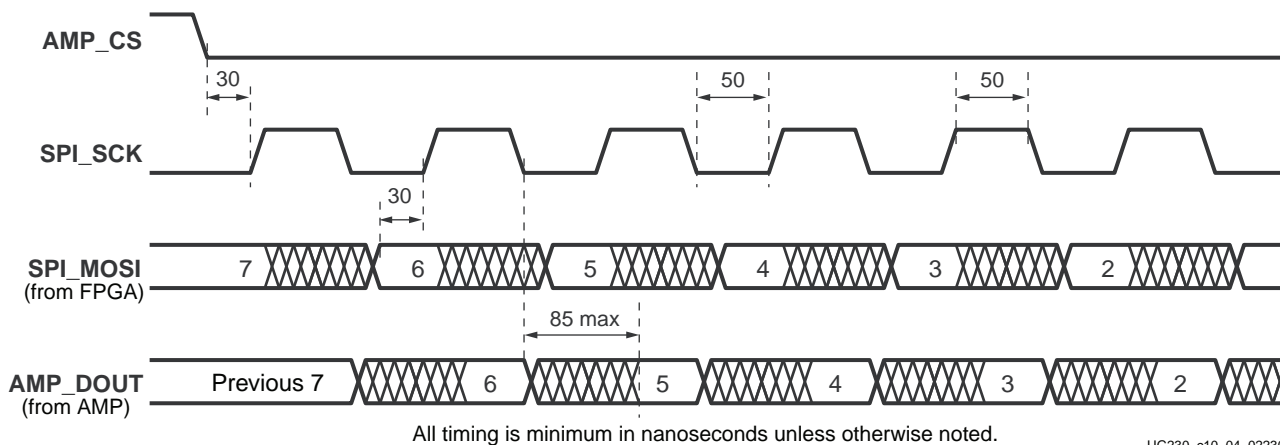 AMP_CS
30
50
50
SPI_SCK
30
SPI_MOSI
(from FPGA)
7 6 5 4 3 2
85 max
AMP_DOUT
(from AMP)
Previous 7 6 5 4 3 2
All timing is minimum in nanoseconds unless otherwise noted.